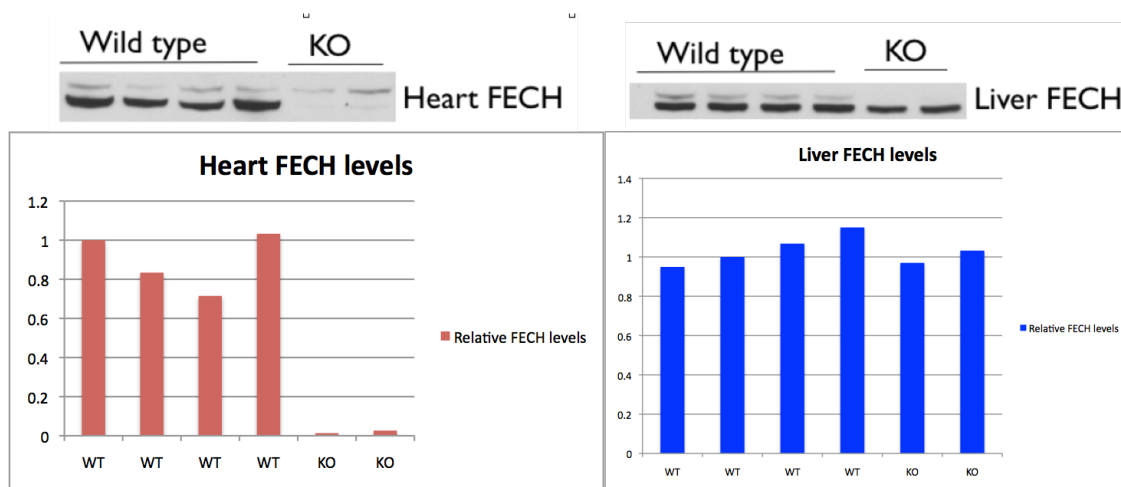 Wild type KO
Heart FECH
Wild type KO
Liver FECH
Heart FECH levels
1.2
1
0.8
0.6
0.4
0.2
0
WT WT WT WT KO KO
Relative FECH levels
Liver FECH levels
1.4
1.2
1
0.8
0.6
0.4
0.2
0
WT WT WT WT KO KO
Relative FECH levels